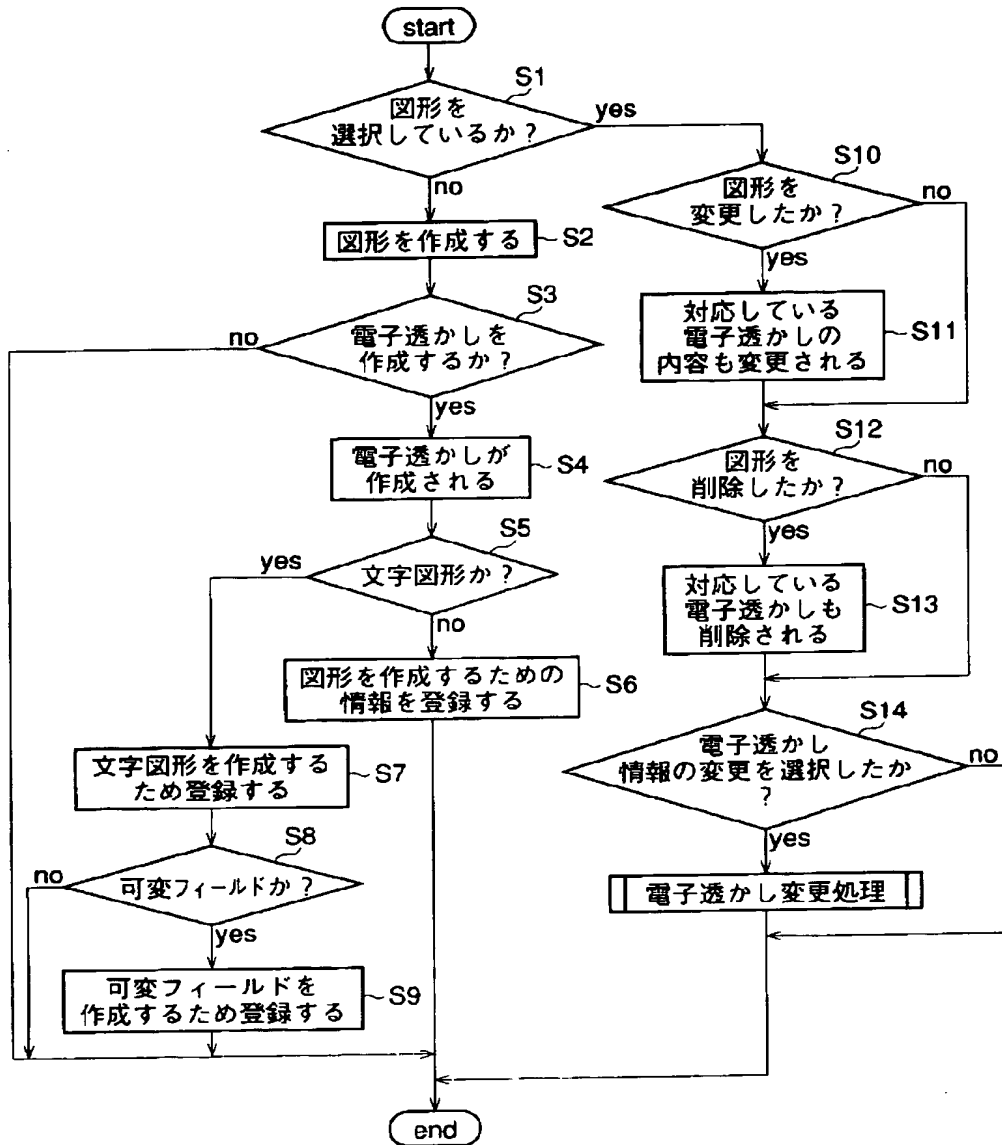 start
S1
図形を
選択しているか？
yes
no
図形を作成する
S2
S3
電子透かしを
作成するか？
no
yes
電子透かしが
作成される
S4
S5
文字図形か？
yes
no
図形を作成するための
情報を登録する
S6
文字図形を作成する
ため登録する
S7
S8
可変フィールドか？
no
yes
可変フィールドを
作成するため登録する
S9
S10
図形を
変更したか？
no
yes
対応している
電子透かしの
内容も変更される
S11
S12
図形を
削除したか？
no
yes
対応している
電子透かしも
削除される
S13
S14
電子透かし
情報の変更を選択したか
？
no
yes
電子透かし変更処理
end